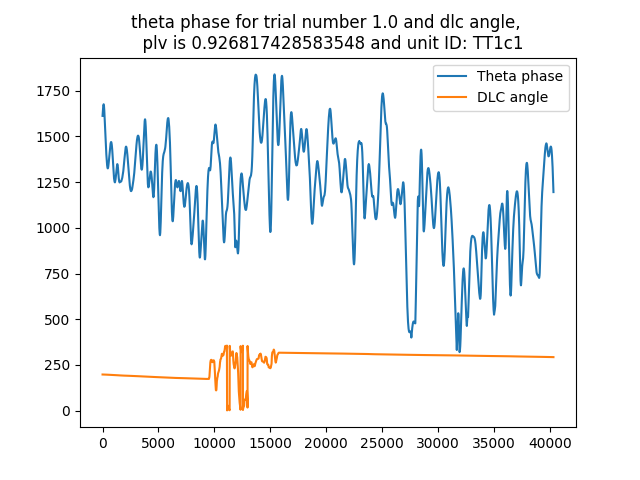 theta phase for trial number 1.0 and dlc angle,
plv is 0.926817428583548 and unit ID: TT1c1
Theta phase
DLC angle
1750
1500
1250
1000
750
500
250
0
0 5000 10000 15000 20000 25000 30000 35000 40000